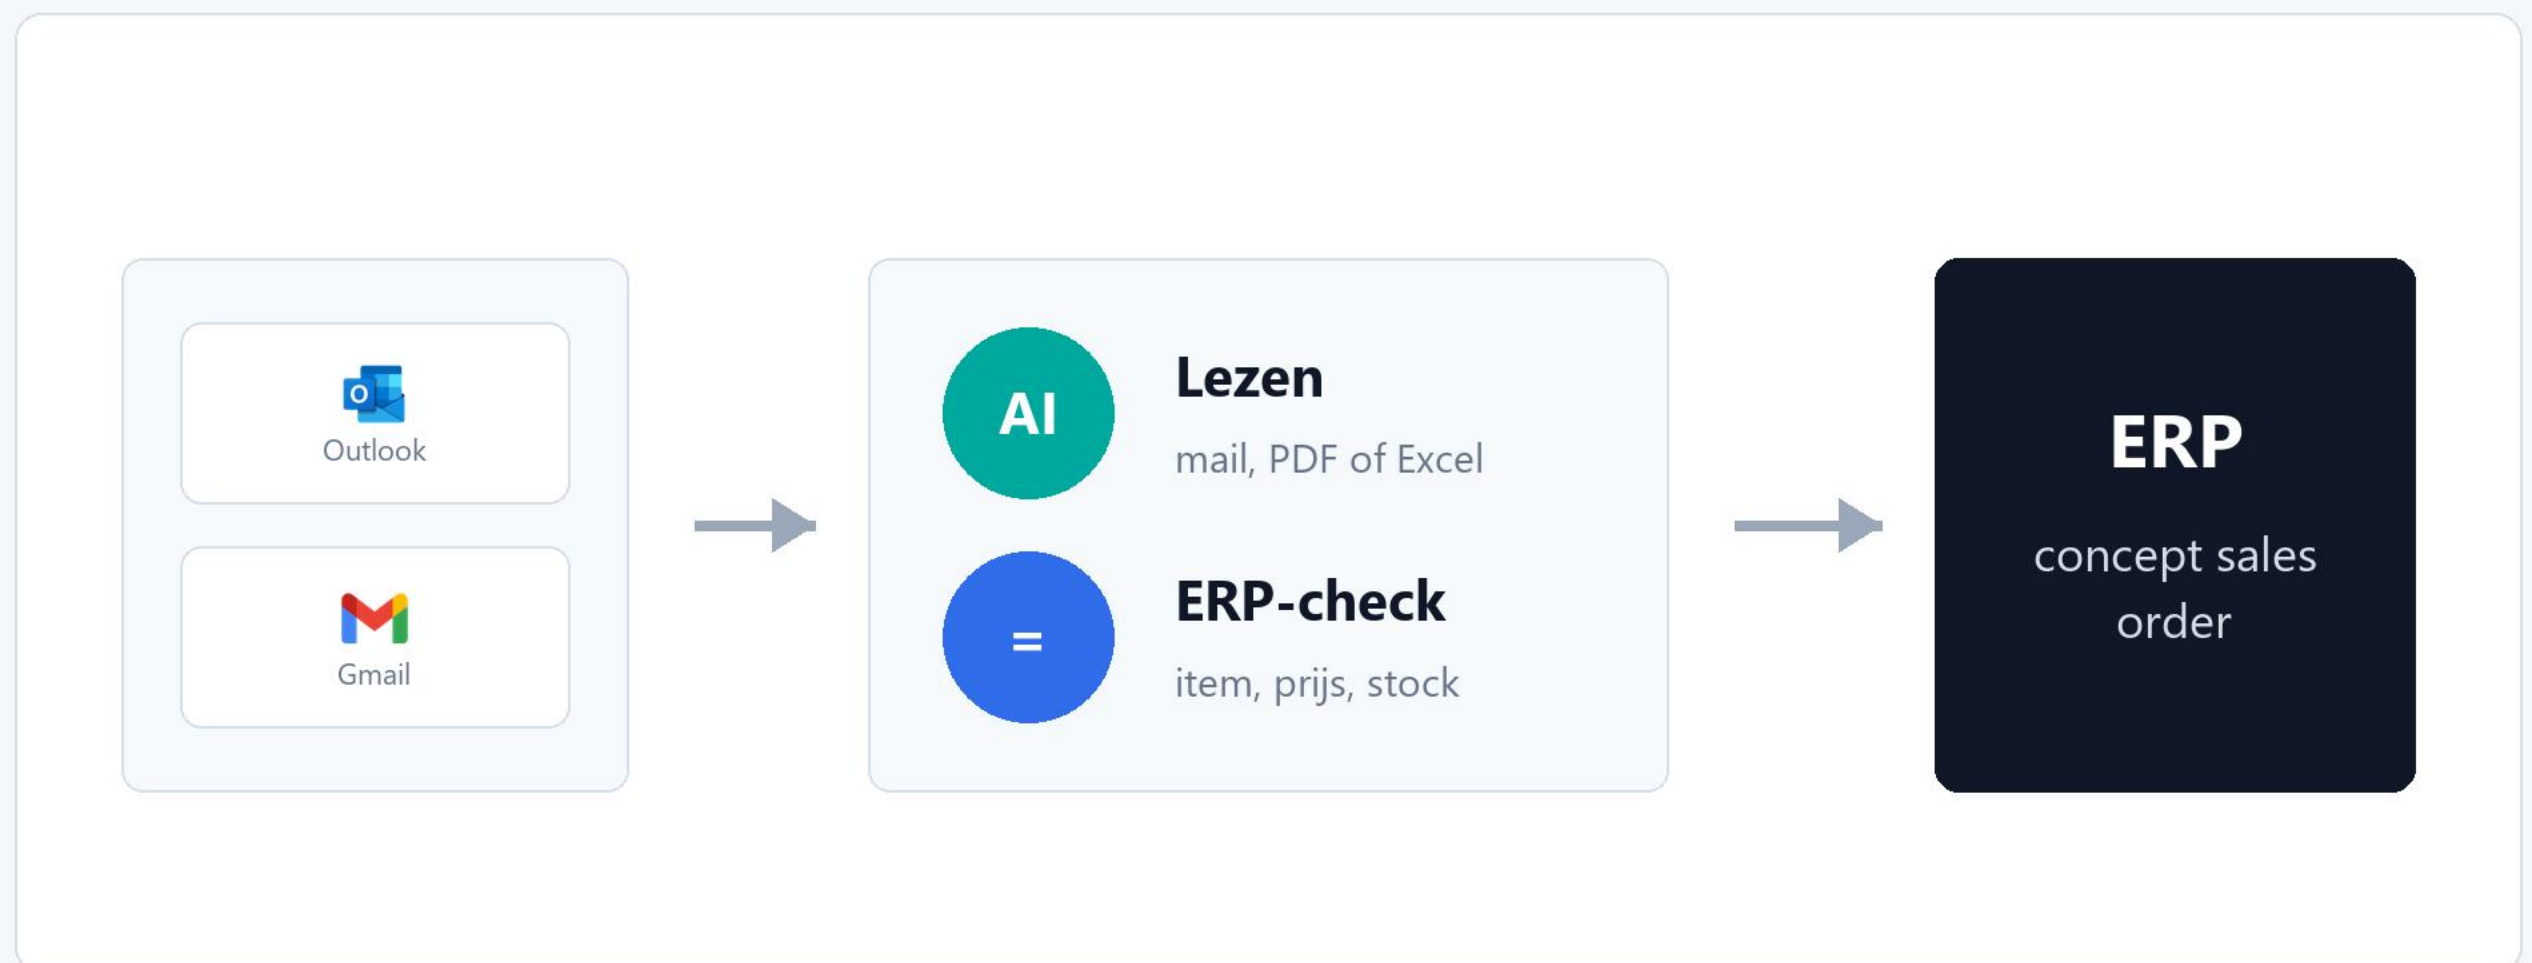 Outlook
Gmail
AI
Lezen
mail, PDF of Excel
=
ERP-check
item, prijs, stock
ERP
concept sales
order